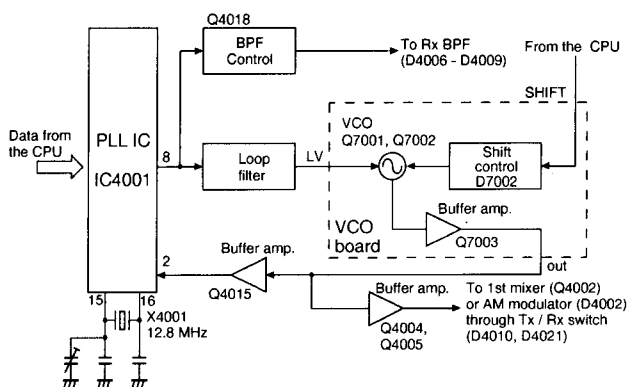 Q4018
BPF
Control
To Rx BPF
(D4006 - D4009)
From the CPU
SHIFT
Data from
the CPU
PLL IC
IC4001
8
Loop
filter
LV
VCO
Q7001, Q7002
Shift
control
D7002
Buffer amp.
Q7003
VCO
board
out
2
Buffer amp.
Q4015
15
16
X4001
12.8 MHz
Buffer amp.
Q4004,
Q4005
To 1st mixer (Q4002)
or AM modulator (D4002)
through Tx / Rx switch
(D4010, D4021)